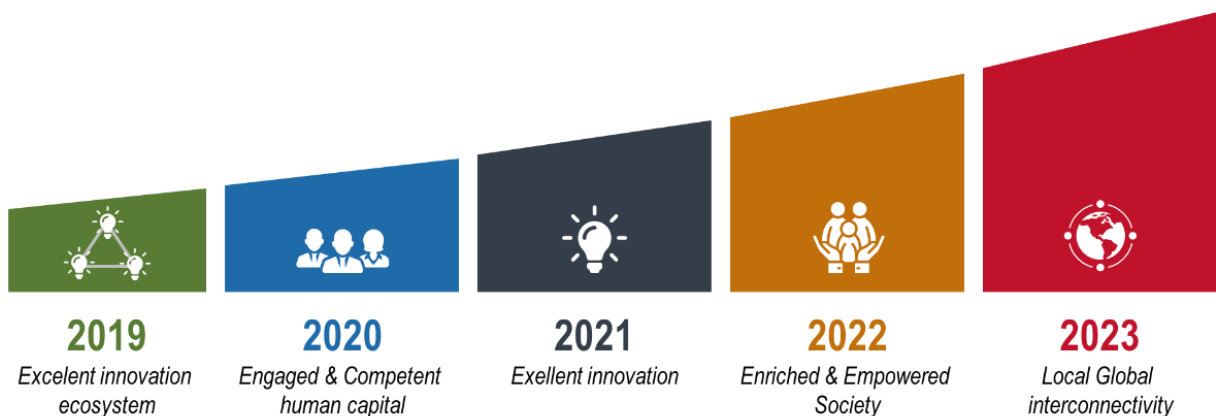 2019
Excelent innovation
ecosystem
2020
Engaged & Competent
human capital
2021
Exellent innovation
2022
Enriched & Empowered
Society
2023
Local Global
interconnectivity